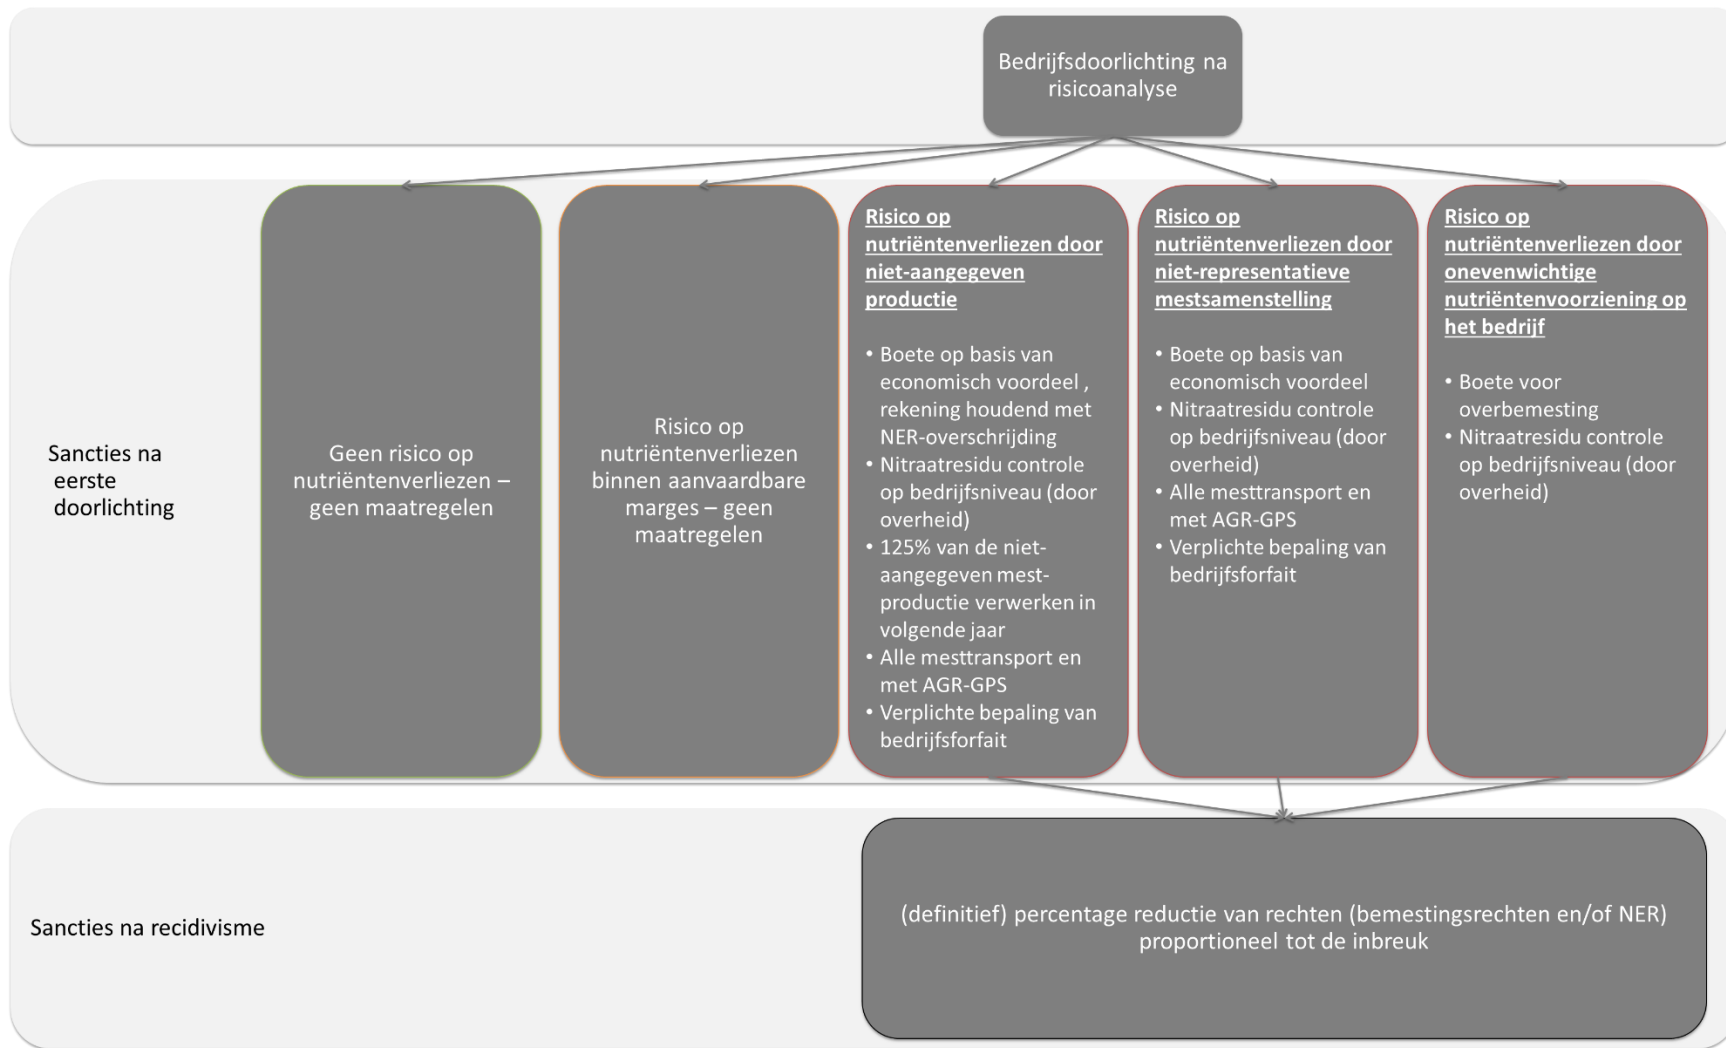 Bedrijfsdoorlichting na
risicoanalyse
Sancties na
eerste
doorlichting
Geen risico op
nutriëntenverliezen –
geen maatregelen
Risico op
nutriëntenverliezen
binnen aanvaardbare
marges – geen
maatregelen
Risico op
nutriëntenverliezen door
niet-aangegeven
productie
• Boete op basis van
economisch voordeel ,
rekening houdend met
NER-overschrijding
• Nitraatresidu controle
op bedrijfsniveau (door
overheid)
• 125% van de niet-
aangegeven mest-
productie verwerken in
volgende jaar
• Alle mesttransport en
met AGR-GPS
• Verplichte bepaling van
bedrijfsforfait
Risico op
nutriëntenverliezen door
niet-representatieve
mestsamenstelling
• Boete op basis van
economisch voordeel
• Nitraatresidu controle
op bedrijfsniveau (door
overheid)
• Alle mesttransport en
met AGR-GPS
• Verplichte bepaling van
bedrijfsforfait
Risico op
nutriëntenverliezen door
onevenwichtige
nutriëntenvoorziening op
het bedrijf
• Boete voor
overbemesting
• Nitraatresidu controle
op bedrijfsniveau (door
overheid)
Sancties na recidivisme
(definitief) percentage reductie van rechten (bemestingsrechten en/of NER)
proportioneel tot de inbreuk